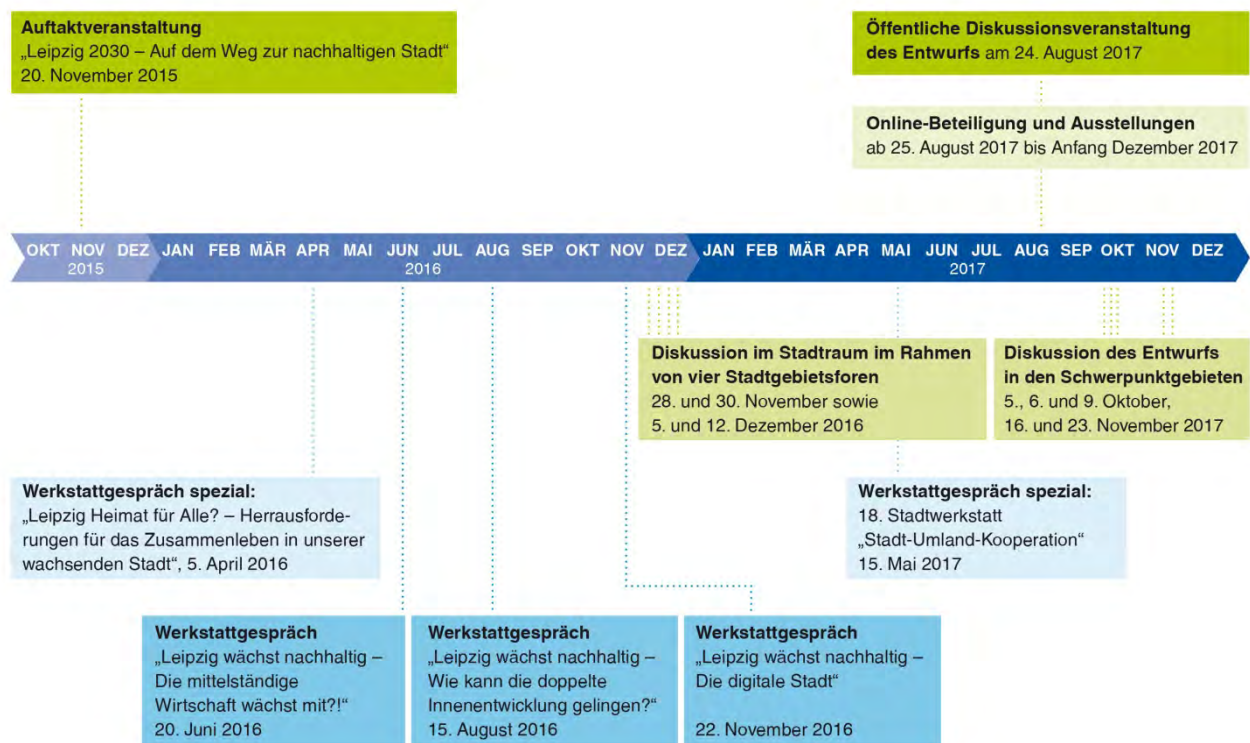 Auftaktveranstaltung
„Leipzig 2030 – Auf dem Weg zur nachhaltigen Stadt“
20. November 2015
Öffentliche Diskussionsveranstaltung
des Entwurfs am 24. August 2017
Online-Beteiligung und Ausstellungen
ab 25. August 2017 bis Anfang Dezember 2017
OKT NOV DEZ JAN FEB MÄR APR MAI JUN JUL AUG SEP OKT NOV DEZ JAN FEB MÄR APR MAI JUN JUL AUG SEP OKT NOV DEZ
2015 2016 2017
Diskussion im Stadtraum im Rahmen
von vier Stadtgebietsforen
28. und 30. November sowie
5. und 12. Dezember 2016
Diskussion des Entwurfs
in den Schwerpunktgebieten
5., 6. und 9. Oktober,
16. und 23. November 2017
Werkstattgespräch spezial:
„Leipzig Heimat für Alle? – Herrausforde-
rungen für das Zusammenleben in unserer
wachsenden Stadt“, 5. April 2016
Werkstattgespräch spezial:
18. Stadtwerkstatt
„Stadt-Umland-Kooperation“
15. Mai 2017
Werkstattgespräch
„Leipzig wächst nachhaltig –
Die mittelständige
Wirtschaft wächst mit?!“
20. Juni 2016
Werkstattgespräch
„Leipzig wächst nachhaltig –
Wie kann die doppelte
Innenentwicklung gelingen?“
15. August 2016
Werkstattgespräch
„Leipzig wächst nachhaltig –
Die digitale Stadt“
22. November 2016